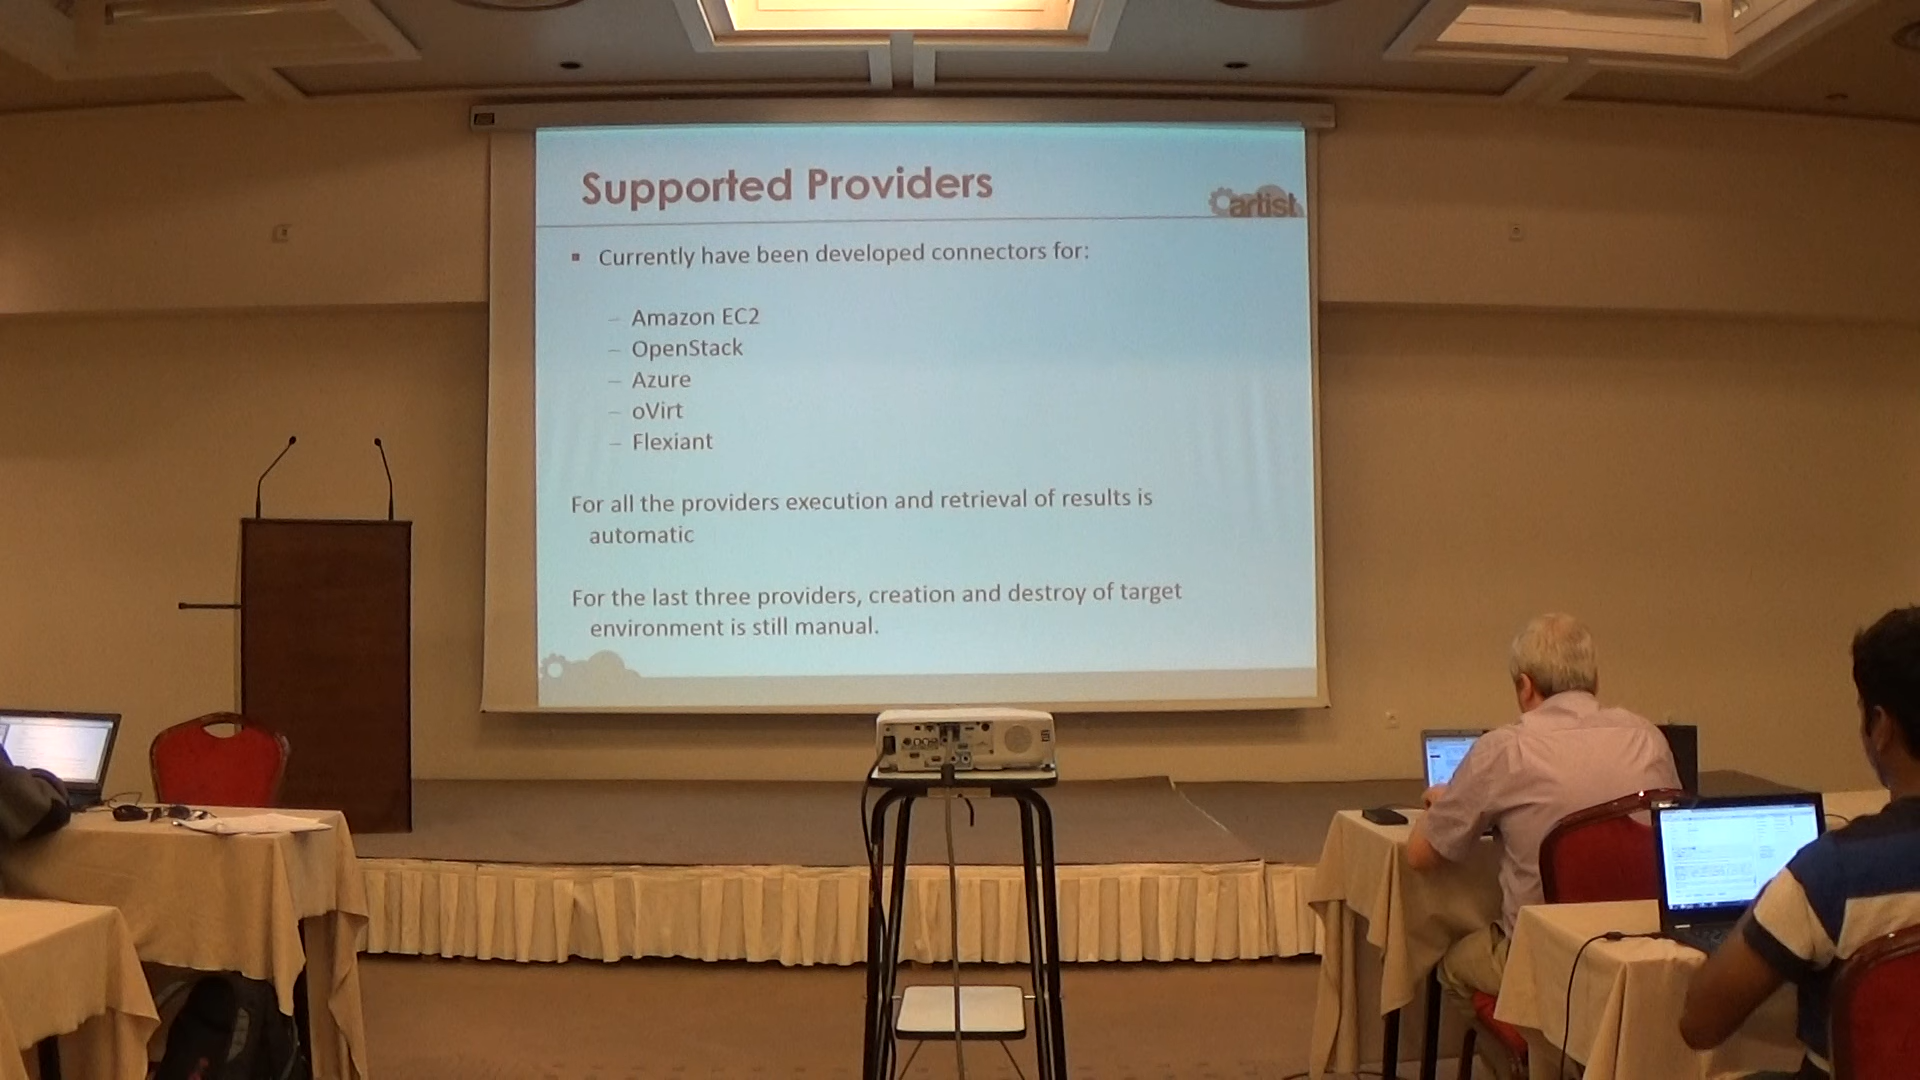 Supported Providers
artist
▪ Currently have been developed connectors for:
– Amazon EC2
– OpenStack
– Azure
– oVirt
– Flexiant
For all the providers execution and retrieval of results is
automatic
For the last three providers, creation and destroy of target
environment is still manual.